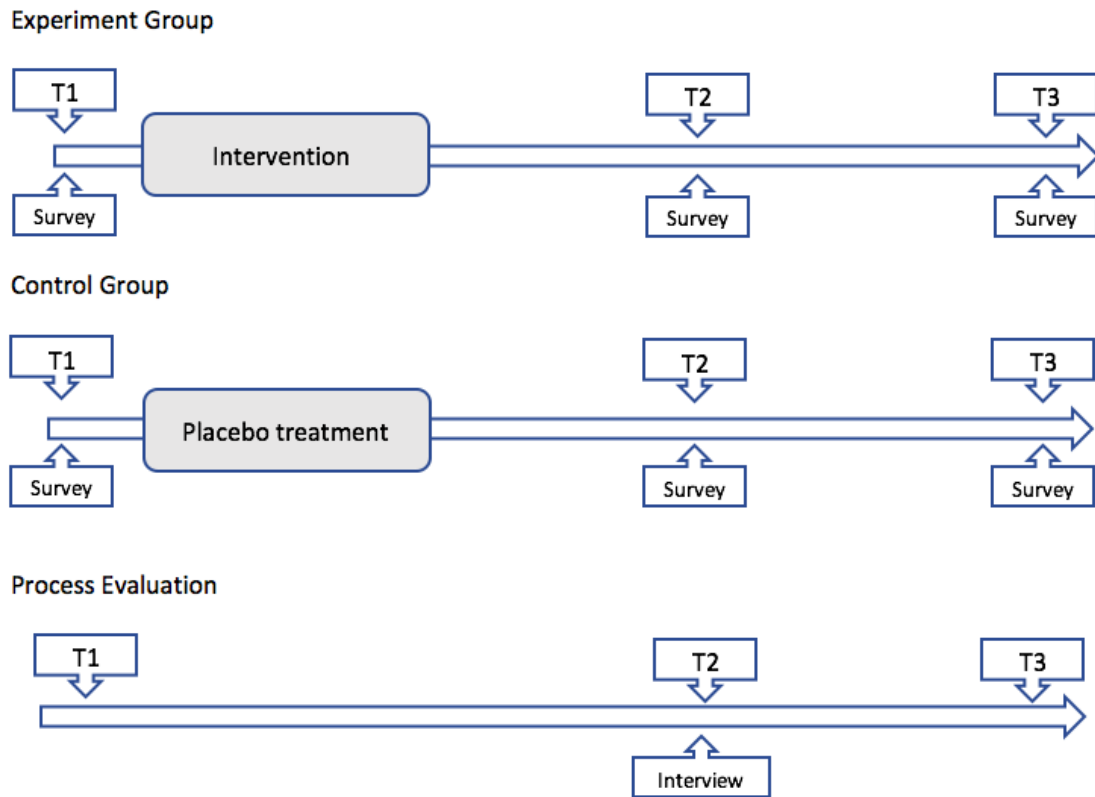 Experiment Group
T1
T2
T3
Intervention
Survey
Survey
Survey
Control Group
T1
T2
T3
Placebo treatment
Survey
Survey
Survey
Process Evaluation
T1
T2
T3
Interview